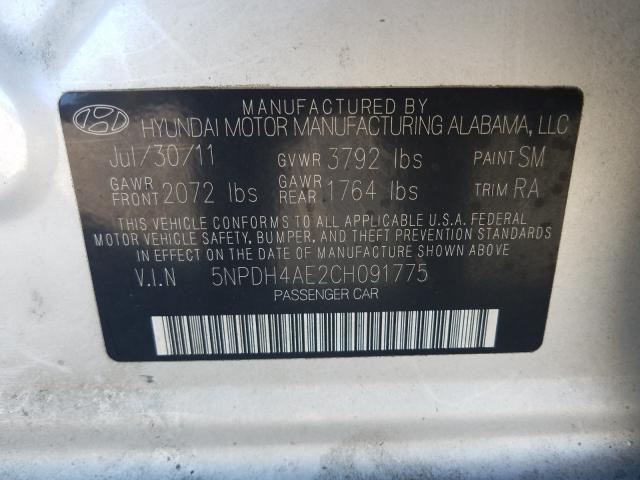 MANUFACTURED BY
HYUNDAI MOTOR MANUFACTURING ALABAMA, LLC
Jul/30/11 GVWR 3792 lbs PAINT SM
GAWR FRONT 2072 lbs GAWR REAR 1764 lbs TRIM RA
THIS VEHICLE CONFORMS TO ALL APPLICABLE U.S.A. FEDERAL
MOTOR VEHICLE SAFETY, BUMPER, AND THEFT PREVENTION STANDARDS
IN EFFECT ON THE DATE OF MANUFACTURE SHOWN ABOVE.
V.I.N 5NPDH4AE2CH091775
PASSENGER CAR